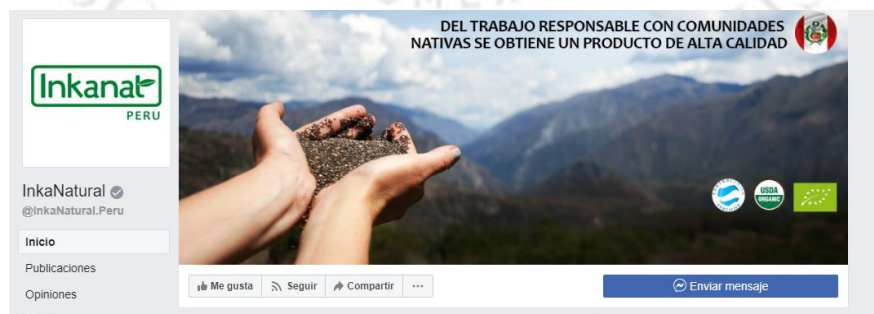 DEL TRABAJO RESPONSABLE CON COMUNIDADES
NATIVAS SE OBTIENE UN PRODUCTO DE ALTA CALIDAD
Inkanat
PERU
USDA
ORGANIC
InkaNatural
@InkaNatural.Peru
Inicio
Publicaciones
Opiniones
Me gusta
Seguir
Compartir
...
Enviar mensaje